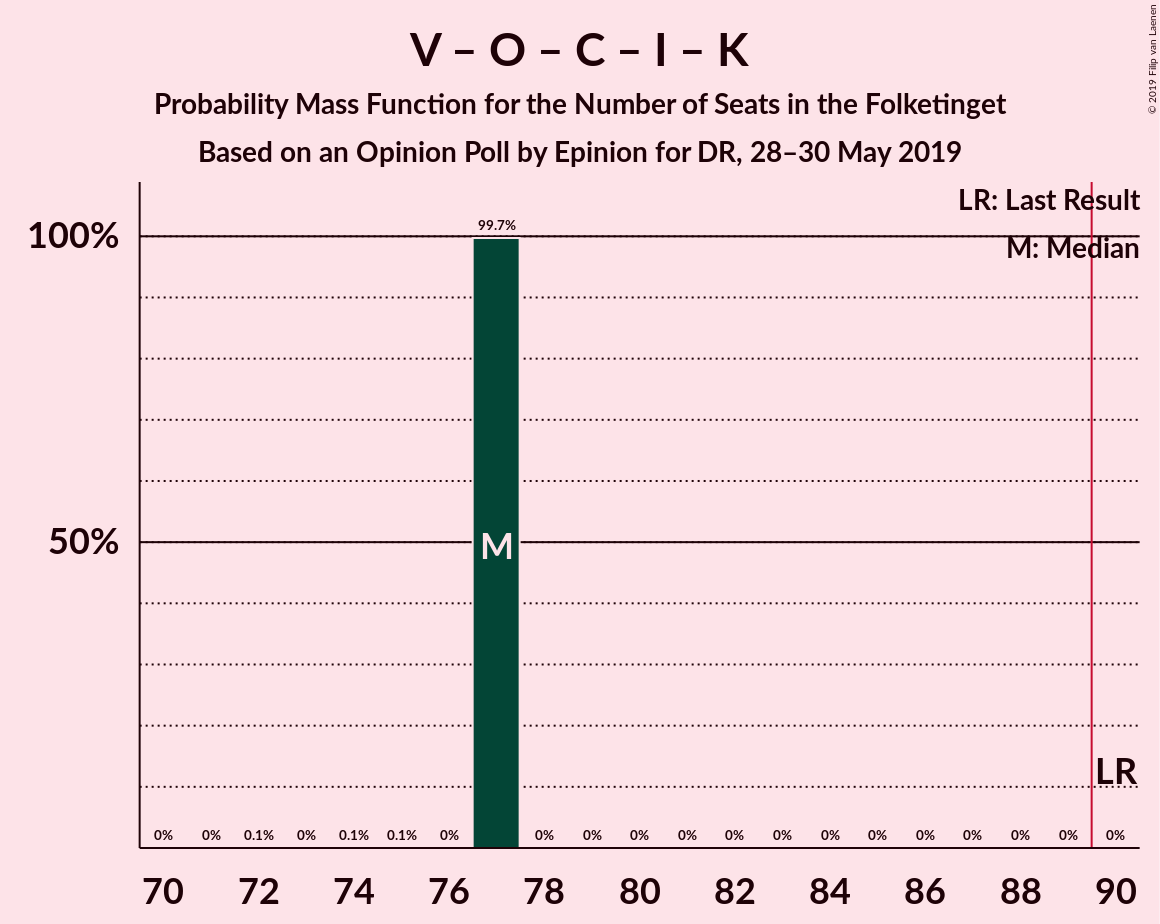 V – O – C – I – K
Probability Mass Function for the Number of Seats in the Folketinget
Based on an Opinion Poll by Epinion for DR, 28–30 May 2019
© 2019 Filip van Laenen
LR: Last Result
M: Median
99.7%
100%
50%
M
LR
0% 0% 0.1% 0% 0.1% 0.1% 0% 0% 0% 0% 0% 0% 0% 0% 0% 0% 0% 0% 0% 0%
70 72 74 76 78 80 82 84 86 88 90